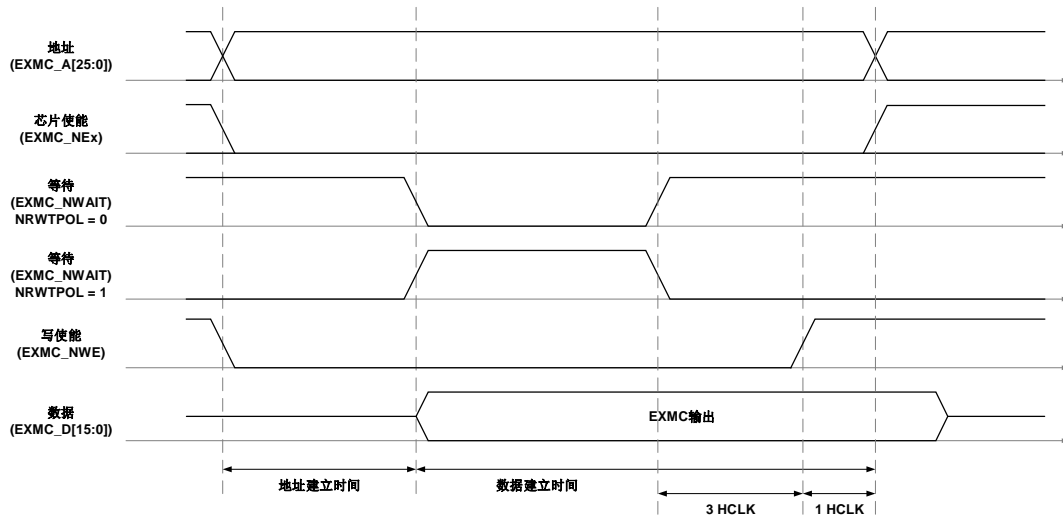 地址
(EXMC_A[25:0])
芯片使能
(EXMC_NEx)
等待
(EXMC_NWAIT)
NRWTPOL = 0
等待
(EXMC_NWAIT)
NRWTPOL = 1
写使能
(EXMC_NWE)
数据
(EXMC_D[15:0])
EXMC输出
地址建立时间
数据建立时间
3 HCLK
1 HCLK